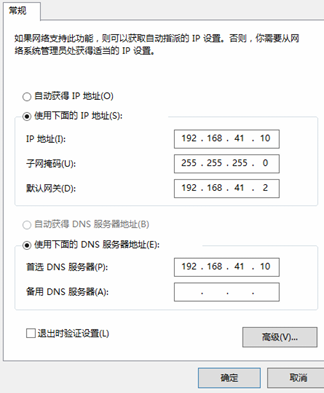 常规
如果网络支持此功能，则可以获取自动指派的 IP 设置。否则，你需要从网
络系统管理员处获得适当的 IP 设置。
自动获得 IP 地址(O)
使用下面的 IP 地址(S):
IP 地址(I): 192 . 168 . 41 . 10
子网掩码(U): 255 . 255 . 255 . 0
默认网关(D): 192 . 168 . 41 . 2
自动获得 DNS 服务器地址(B)
使用下面的 DNS 服务器地址(E):
首选 DNS 服务器(P): 192 . 168 . 41 . 10
备用 DNS 服务器(A): . . .
退出时验证设置(L)
高级(V)...
确定 取消